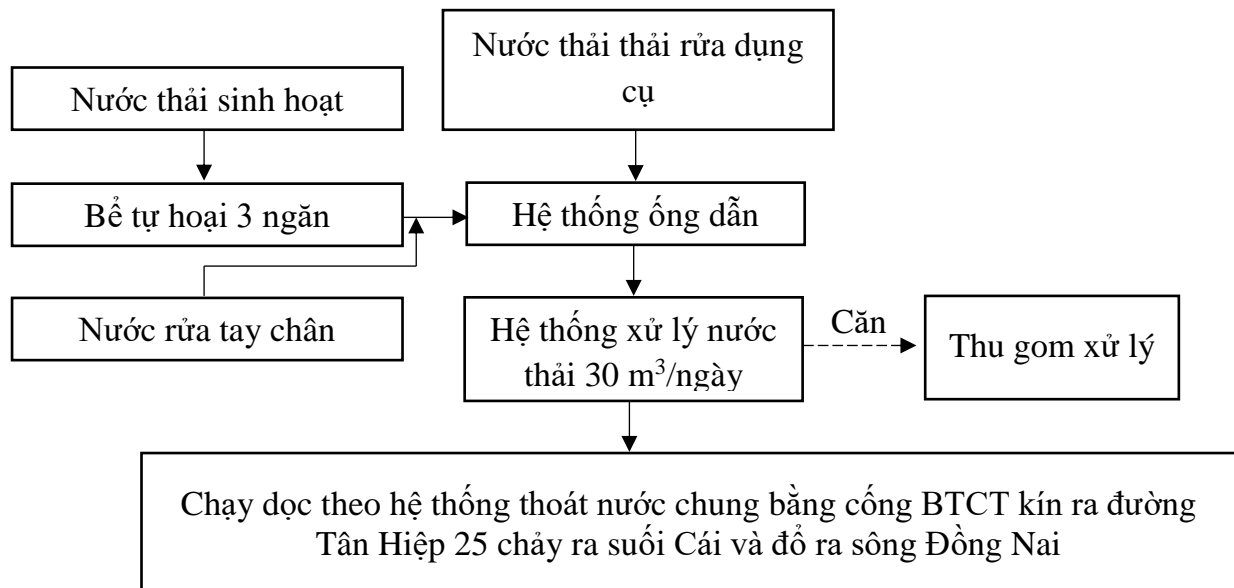 Nước thải thải rửa dụng
cụ
Nước thải sinh hoạt
Bể tự hoại 3 ngăn
Hệ thống ống dẫn
Nước rửa tay chân
Hệ thống xử lý nước
thải 30 m³/ngày
Căn
Thu gom xử lý
Chạy dọc theo hệ thống thoát nước chung bằng cống BTCT kín ra đường
Tân Hiệp 25 chảy ra suối Cái và đổ ra sông Đồng Nai